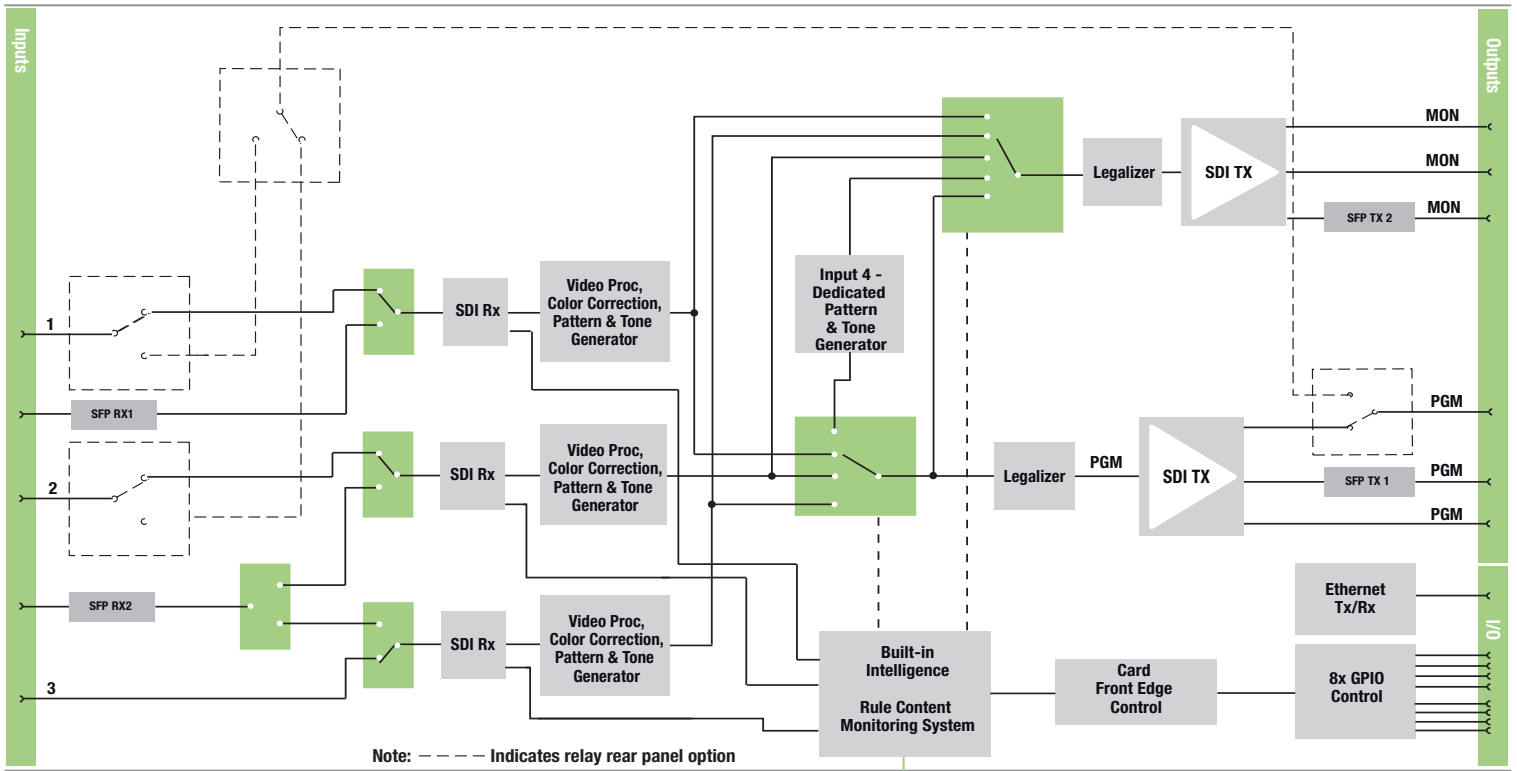 Inputs
Outputs
MON
Legalizer
SDI TX
MON
SFP TX 2
MON
1
SDI Rx
Video Proc,
Color Correction,
Pattern & Tone
Generator
Input 4 -
Dedicated
Pattern
& Tone
Generator
SFP RX1
PGM
2
SDI Rx
Video Proc,
Color Correction,
Pattern & Tone
Generator
Legalizer
PGM
SDI TX
SFP TX 1
PGM
PGM
SFP RX2
Ethernet
Tx/Rx
I/O
3
SDI Rx
Video Proc,
Color Correction,
Pattern & Tone
Generator
Built-in
Intelligence
Rule Content
Monitoring System
Card
Front Edge
Control
8x GPIO
Control
Note: Indicates relay rear panel option